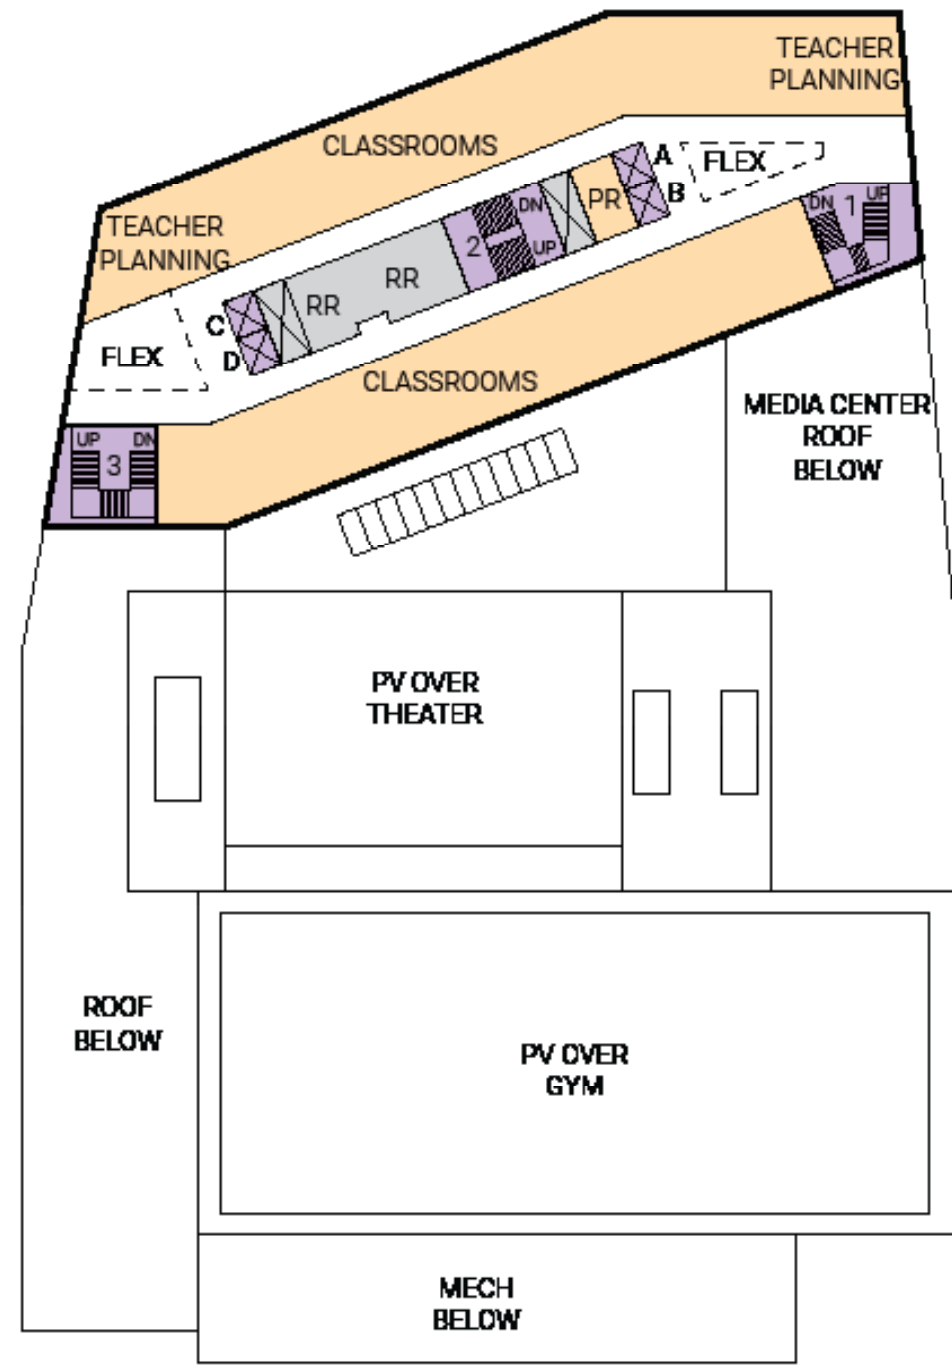 TEACHER
PLANNING
CLASSROOMS
A
FLEX
B
PR
DN
1
UP
DN
2
UP
TEACHER
PLANNING
RR
RR
C
D
FLEX
CLASSROOMS
UP
DN
3
MEDIA CENTER
ROOF
BELOW
PV OVER
THEATER
ROOF
BELOW
PV OVER
GYM
MECH
BELOW